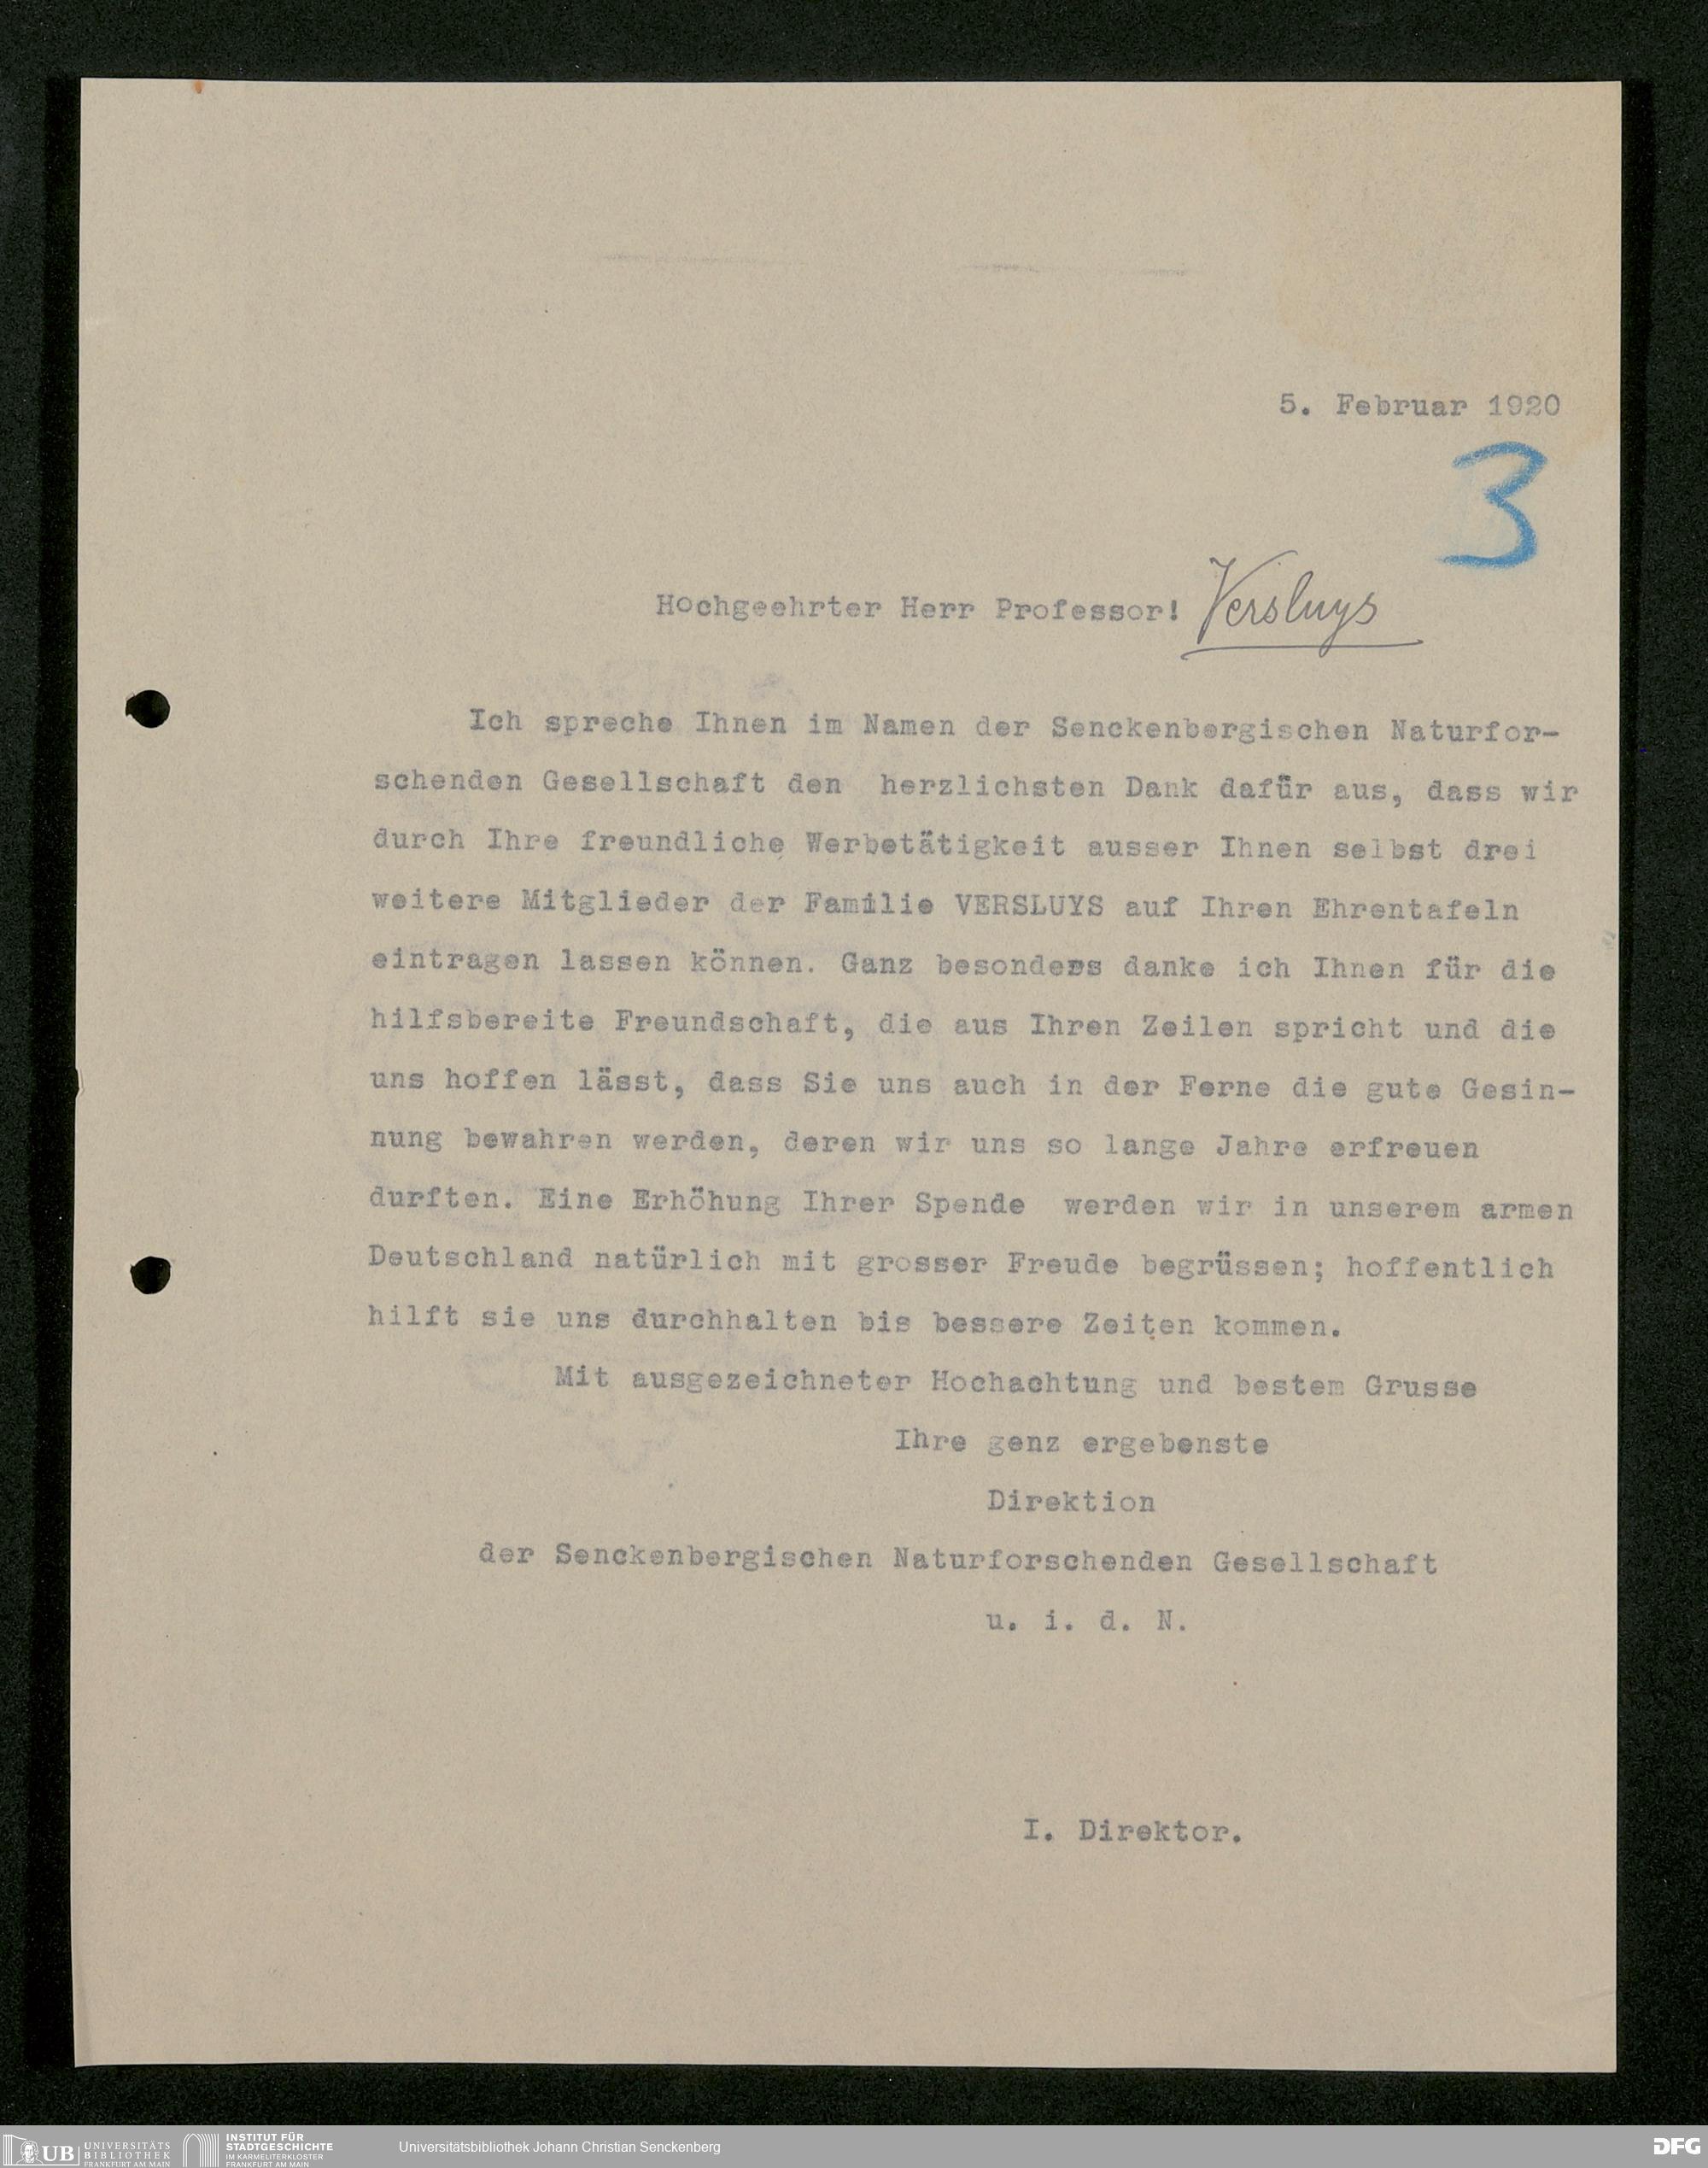 5. Februar 1920
3
Hochgeehrter Herr Professor! Versluys
Ich spreche Ihnen im Namen der Senckenbergischen Naturfor-
schenden Gesellschaft den herzlichsten Dank dafür aus, dass wir
durch Ihre freundliche Werbetätigkeit ausser Ihnen selbst drei
weitere Mitglieder der Familie VERSLUYS auf Ihren Ehrentafeln
eintragen lassen können. Ganz besonders danke ich Ihnen für die
hilfsbereite Freundschaft, die aus Ihren Zeilen spricht und die
uns hoffen lässt, dass Sie uns auch in der Ferne die gute Gesin-
nung bewahren werden, deren wir uns so lange Jahre erfreuen
durften. Eine Erhöhung Ihrer Spende werden wir in unserem armen
Deutschland natürlich mit grosser Freude begrüssen; hoffentlich
hilft sie uns durchhalten bis bessere Zeiten kommen.
Mit ausgezeichneter Hochachtung und bestem Grusse
Ihre genz ergebenste
Direktion
der Senckenbergischen Naturforschenden Gesellschaft
u. i. d. N.
I. Direktor.
UB UNIVERSITÄTS
BIBLIOTHEK
FRANKFURT AM MAIN
INSTITUT FÜR
STADTGESCHICHTE
IM KARMELITERKLOSTER
FRANKFURT AM MAIN
Universitätsbibliothek Johann Christian Senckenberg
DFG